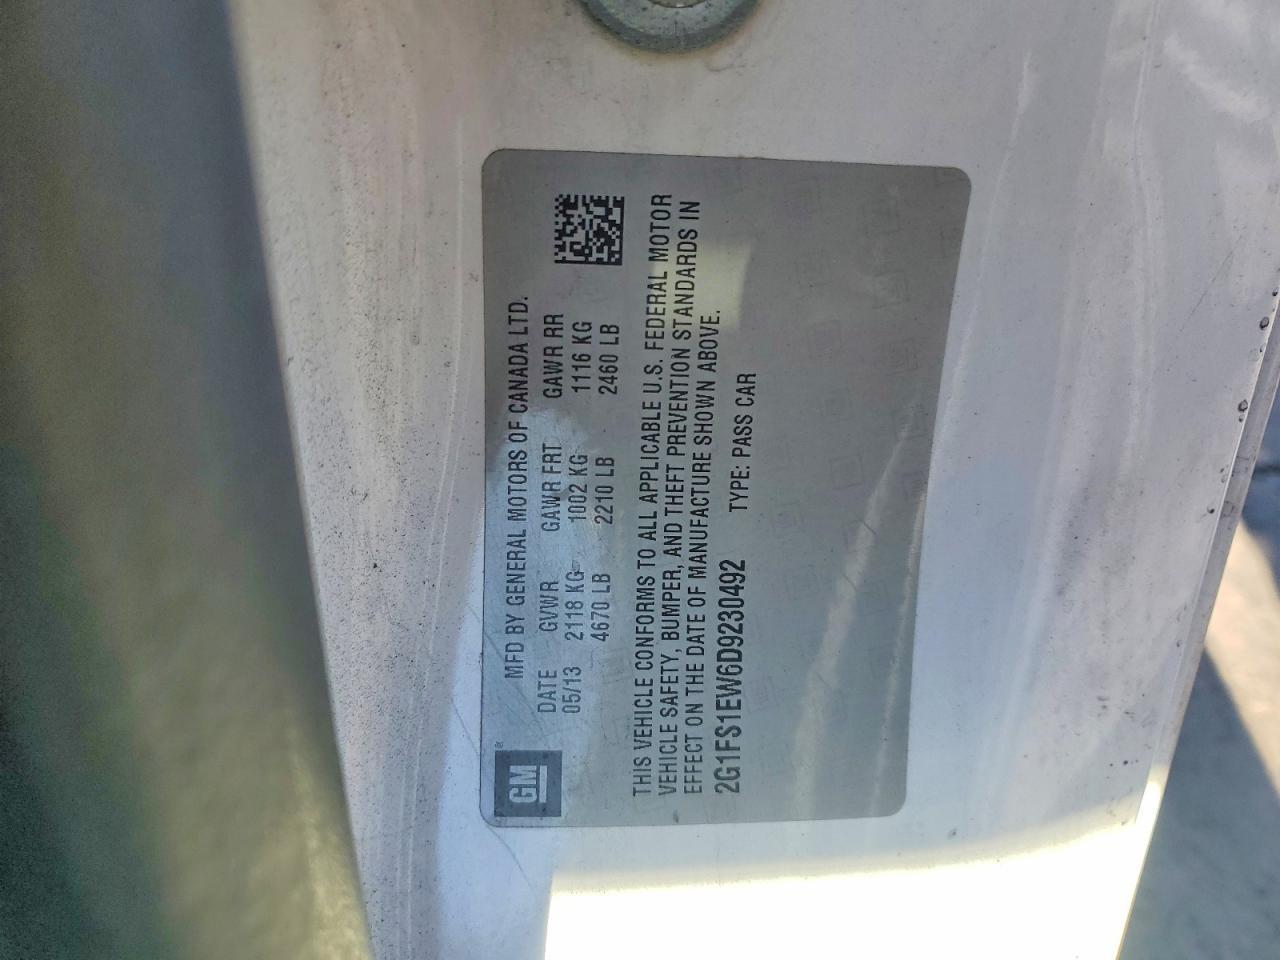 GM ®
MFD BY GENERAL MOTORS OF CANADA LTD.
DATE GVWR GAWR FRT GAWR RR
05/13 2118 KG 1002 KG 1116 KG
4670 LB 2210 LB 2460 LB
THIS VEHICLE CONFORMS TO ALL APPLICABLE U.S. FEDERAL MOTOR
VEHICLE SAFETY, BUMPER, AND THEFT PREVENTION STANDARDS IN
EFFECT ON THE DATE OF MANUFACTURE SHOWN ABOVE.
2G1FS1EW6D9230492 TYPE: PASS CAR